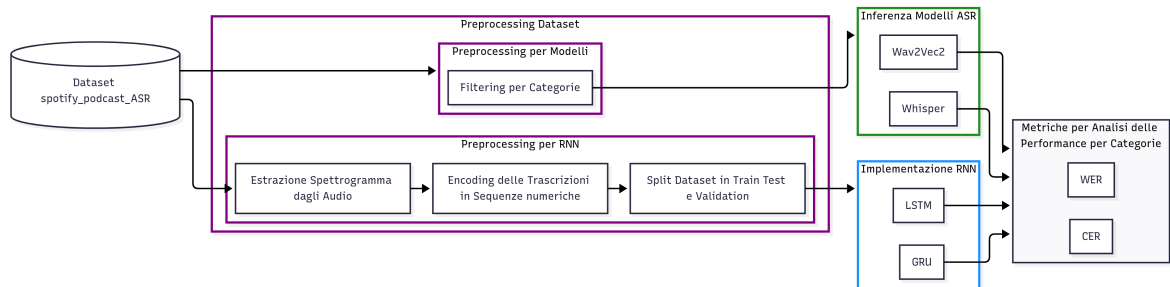 Dataset
spotify_podcast_ASR
Preprocessing Dataset
Preprocessing per Modelli
Filtering per Categorie
Preprocessing per RNN
Estrazione Spettrogramma
dagli Audio
Encoding delle Trascrizioni
in Sequenze numeriche
Split Dataset in Train Test
e Validation
Inferenza Modelli ASR
Wav2Vec2
Whisper
Implementazione RNN
LSTM
GRU
Metriche per Analisi delle
Performance per Categorie
WER
CER